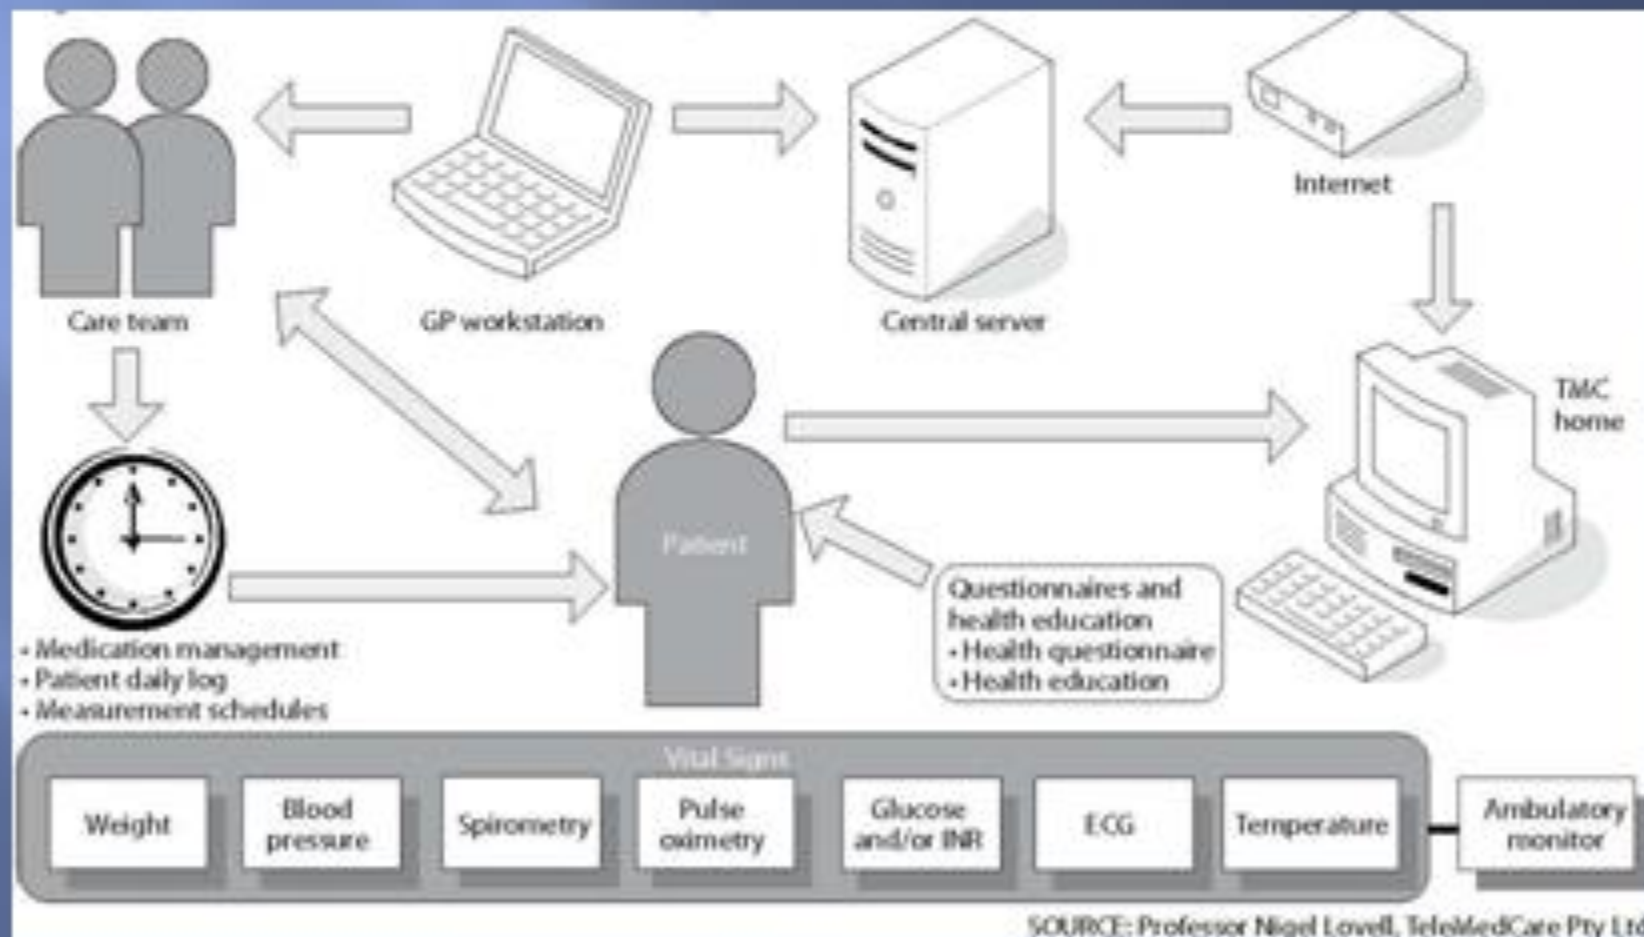 Internet
Care team
GP workstation
Central server
TMC
home
Patient
Questionnaires and
health education
• Health questionnaire
• Health education
• Medication management
• Patient daily log
• Measurement schedules
Vital Signs
Weight
Blood
pressure
Spirometry
Pulse
oximetry
Glucose
and/or INR
ECG
Temperature
Ambulatory
monitor
SOURCE: Professor Nigel Lovell, TeleMedCare Pty Ltd